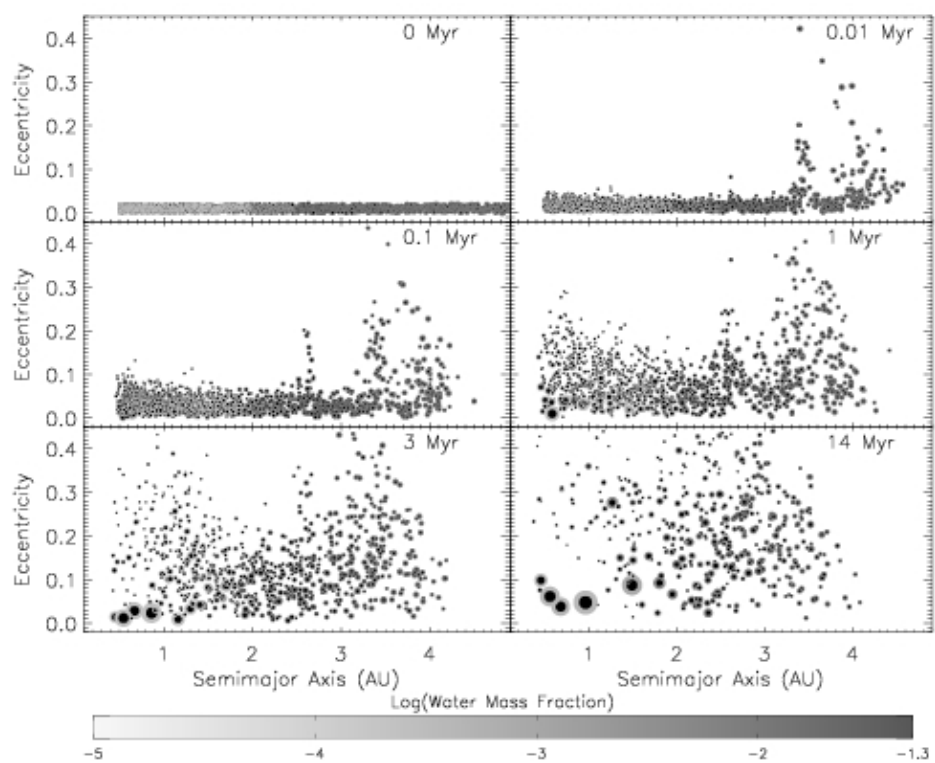 0 Myr
0.01 Myr
Eccentricity
0.4
0.3
0.2
0.1
0.0
0.1 Myr
1 Myr
Eccentricity
0.4
0.3
0.2
0.1
0.0
3 Myr
14 Myr
Eccentricity
0.4
0.3
0.2
0.1
0.0
1 2 3 4
1 2 3 4
Semimajor Axis (AU)
Semimajor Axis (AU)
Log(Water Mass Fraction)
-5 -4 -3 -2 -1.3